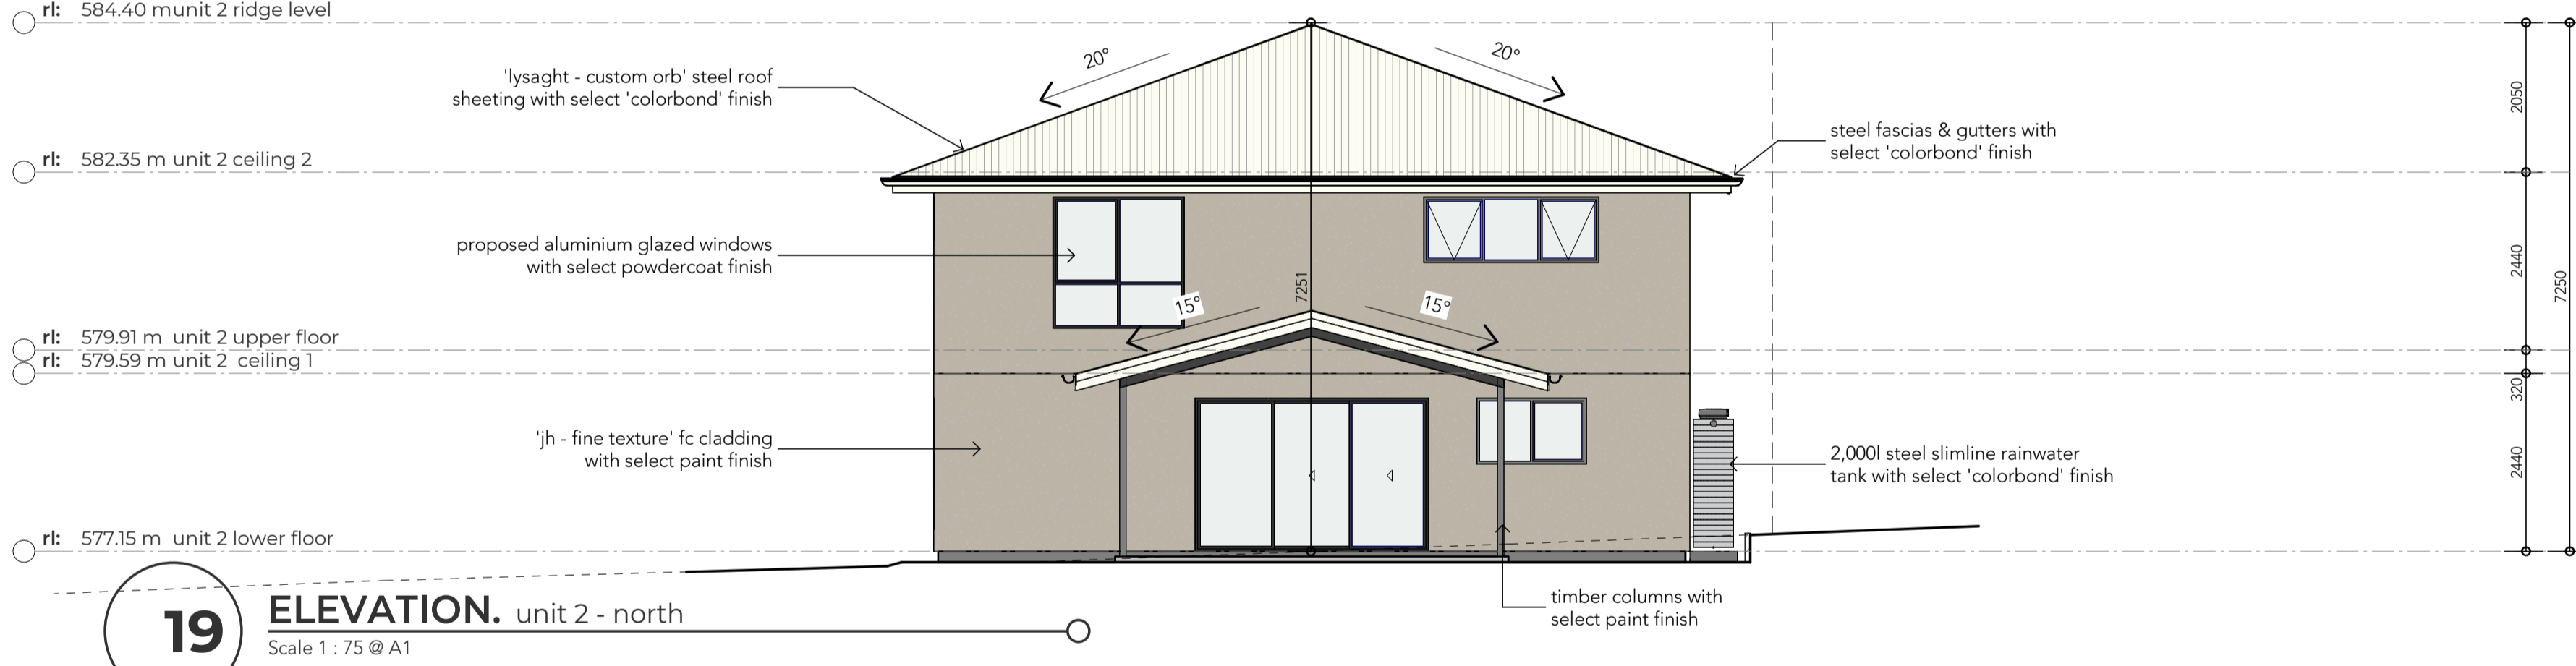 rl: 584.40 munit 2 ridge level
20°
20°
'lysaght - custom orb' steel roof
sheeting with select 'colorbond' finish
2050
steel fascias & gutters with
select 'colorbond' finish
rl: 582.35 m unit 2 ceiling 2
proposed aluminium glazed windows
with select powdercoat finish
7251
2440
7250
15°
15°
rl: 579.91 m unit 2 upper floor
rl: 579.59 m unit 2 ceiling 1
320
'jh - fine texture' fc cladding
with select paint finish
2,000l steel slimline rainwater
tank with select 'colorbond' finish
2440
rl: 577.15 m unit 2 lower floor
timber columns with
select paint finish
19
ELEVATION. unit 2 - north
Scale 1 : 75 @ A1